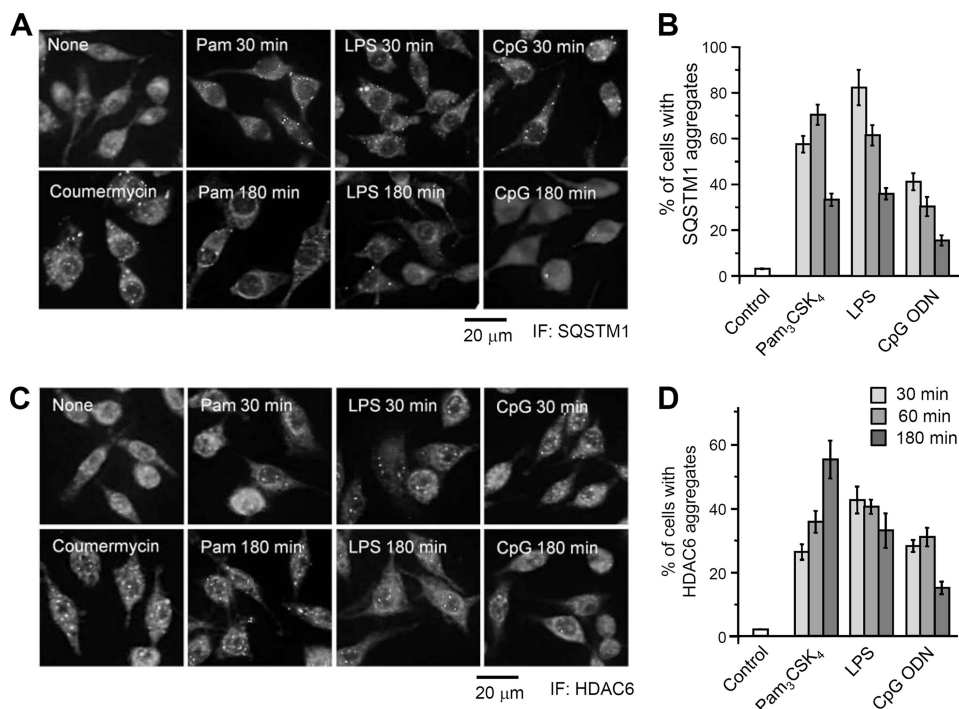 A
None
Pam 30 min
LPS 30 min
CpG 30 min
Coumermycin
Pam 180 min
LPS 180 min
CpG 180 min
20 μm
IF: SQSTM1
B
% of cells with
SQSTM1 aggregates
100
80
60
40
20
0
Control
Pam₃CSK₄
LPS
CpG ODN
C
None
Pam 30 min
LPS 30 min
CpG 30 min
Coumermycin
Pam 180 min
LPS 180 min
CpG 180 min
20 μm
IF: HDAC6
D
30 min
60 min
180 min
% of cells with
HDAC6 aggregates
60
40
20
0
Control
Pam₃CSK₄
LPS
CpG ODN